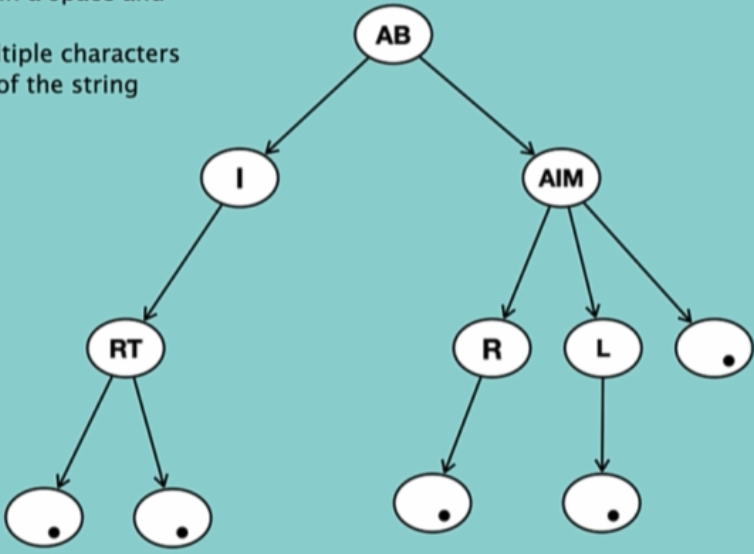 tiple characters
of the string
AB
I
AIM
RT
R
L
.
.
.
.
.